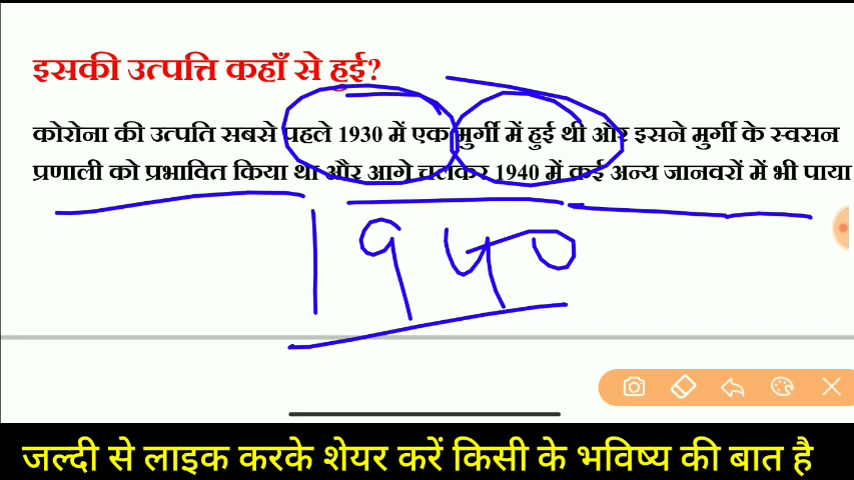 इसकी उत्पत्ति कहाँ से हुई?
कोरोना की उत्पति सबसे पहले 1930 में एक मुर्गी में हुई थी और इसने मुर्गी के स्वसन
प्रणाली को प्रभावित किया था और आगे चलकर 1940 में कई अन्य जानवरों में भी पाया
1940
जल्दी से लाइक करके शेयर करें किसी के भविष्य की बात है